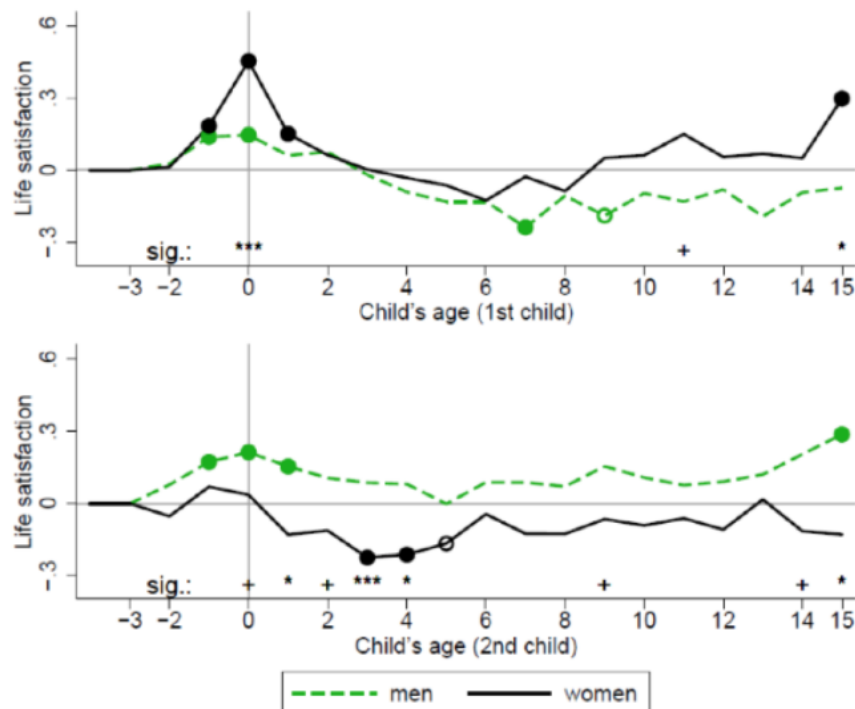 .6
.3
0
-.3
Life satisfaction
sig.: *** + *
−3 −2 0 2 4 6 8 10 12 14 15
Child's age (1st child)
.6
.3
0
-.3
Life satisfaction
sig.: + * + *** * + + *
−3 −2 0 2 4 6 8 10 12 14 15
Child's age (2nd child)
men women